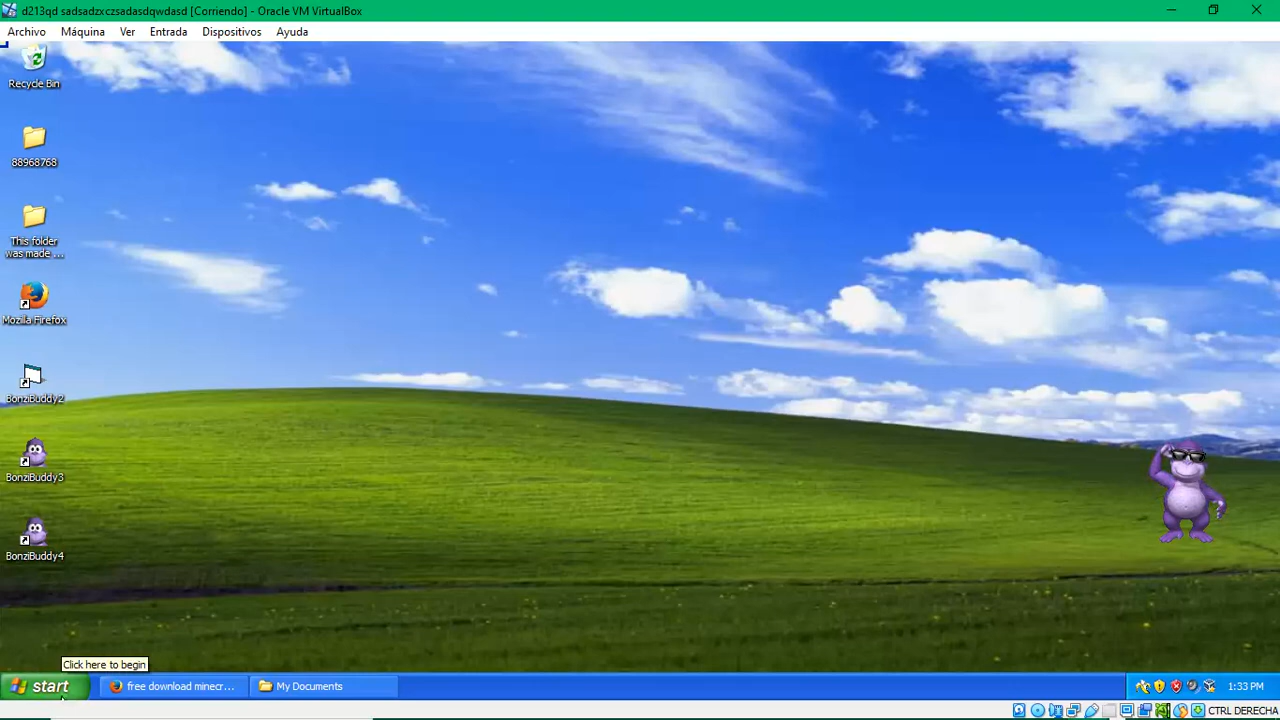 d213qd sadsadzxczsadasdqwdasd [Corriendo] - Oracle VM VirtualBox
Archivo Máquina Ver Entrada Dispositivos Ayuda
Recycle Bin
88968768
This folder
was made ...
Mozilla Firefox
BonziBuddy2
BonziBuddy3
BonziBuddy4
Click here to begin
start free download minecr... My Documents 1:33 PM
CTRL DERECHA